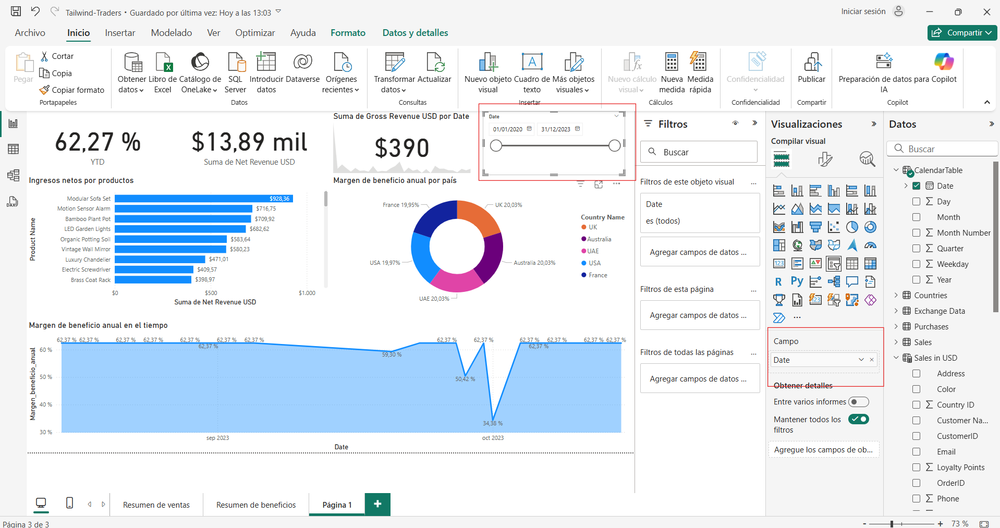 Tailwind-Traders • Guardado por última vez: Hoy a las 13:03
Iniciar sesión
Archivo Inicio Insertar Modelado Ver Optimizar Ayuda Formato Datos y detalles
Compartir
Pegar
Cortar
Copia
Copiar formato
Portapapeles
Obtener datos
Libro de Excel
Catálogo de OneLake
SQL Server
Introducir datos
Dataverse
Orígenes recientes
Datos
Transformar datos
Actualizar
Consultas
Nuevo objeto visual
Cuadro de texto
Más objetos visuales
Insertar
Nuevo cálculo visual
Nueva medida
Medida rápida
Cálculos
Confidencialidad
Confidencialidad
Publicar
Compartir
Preparación de datos para IA
Copilot
Copilot
DAX
62,27 %
YTD
$13,89 mil
Suma de Net Revenue USD
Suma de Gross Revenue USD por Date
$390
Date
01/01/2020
31/12/2023
Ingresos netos por productos
Product Name
Modular Sofa Set $928,36
Motion Sensor Alarm $716,75
Bamboo Plant Pot $709,92
LED Garden Lights $682,62
Organic Potting Soil $583,64
Vintage Wall Mirror $580,23
Luxury Chandelier $471,01
Electric Screwdriver $409,57
Brass Coat Rack $398,97
$0 $500 $1.000
Suma de Net Revenue USD
Margen de beneficio anual por país
France 19,95%
UK 20,03%
USA 19,97%
Australia 20,03%
UAE 20,03%
Country Name
UK
Australia
UAE
USA
France
Margen de beneficio anual en el tiempo
Margen_beneficio_anual
60 %
50 %
40 %
30 %
62,37 % 62,37 % 62,37 % 62,37 % 62,37 % 62,37 % 62,37 % 62,37 % 62,37 % 62,37 % 62,37 % 62,37 %
62,37 %
62,37 %
59,30 %
50,42 %
34,38 %
sep 2023
oct 2023
Date
Filtros
Buscar
Filtros de este objeto visual ...
Date
es (todos)
Agregar campos de datos ...
Filtros de esta página ...
Agregar campos de datos ...
Filtros de todas las páginas ...
Agregar campos de datos ...
Visualizaciones
Compilar visual
123
R
Py
123
...
Campo
Date
Obtener detalles
Entre varios informes
Mantener todos los filtros
Agregue los campos de ob...
Datos
Buscar
CalendarTable
Date
Day
Month
Month Number
Quarter
Weekday
Year
Countries
Exchange Data
Purchases
Sales
Sales in USD
Address
Color
Country ID
Customer Na...
CustomerID
Email
Loyalty Points
OrderID
Phone
Resumen de ventas
Resumen de beneficios
Página 1
Página 3 de 3
- + 73 %